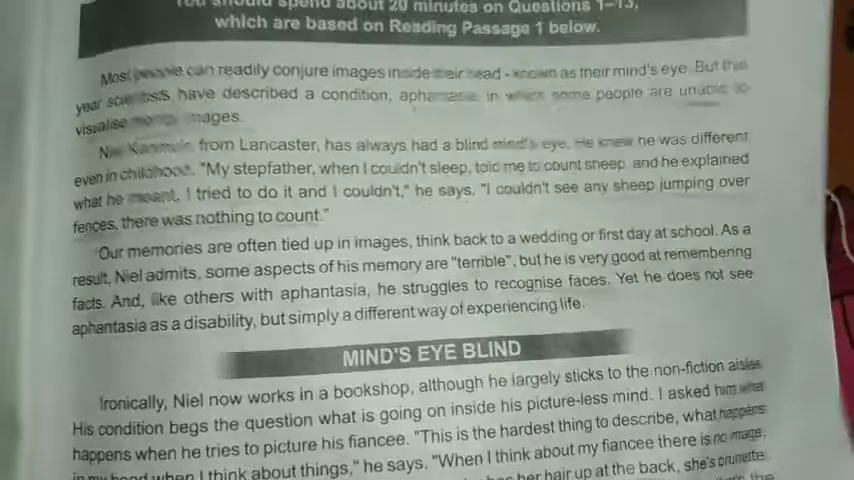 You should spend about 20 minutes on Questions 1-13,
which are based on Reading Passage 1 below.
Most people can readily conjure images inside their head - known as their mind's eye. But this
year scientists have described a condition, aphantasia, in which some people are unable to
visualise mental images.
from Lancaster, has always had a blind mind's eye. He knew he was different
even in childhood. "My stepfather, when I couldn't sleep, told me to count sheep, and he explained
what he meant, I tried to do it and I couldn't," he says. "I couldn't see any sheep jumping over
fences, there was nothing to count."
Our memories are often tied up in images, think back to a wedding or first day at school. As a
result, Niel admits, some aspects of his memory are "terrible", but he is very good at remembering
facts. And, like others with aphantasia, he struggles to recognise faces. Yet he does not see
aphantasia as a disability, but simply a different way of experiencing life.
MIND'S EYE BLIND
Ironically, Niel now works in a bookshop, although he largely sticks to the non-fiction aisles.
His condition begs the question what is going on inside his picture-less mind. I asked him what
happens when he tries to picture his fiancee. "This is the hardest thing to describe, what happens
in my head when I think about things," he says. "When I think about my fiancee there is no image,
her hair up at the back, she's brunette.
the